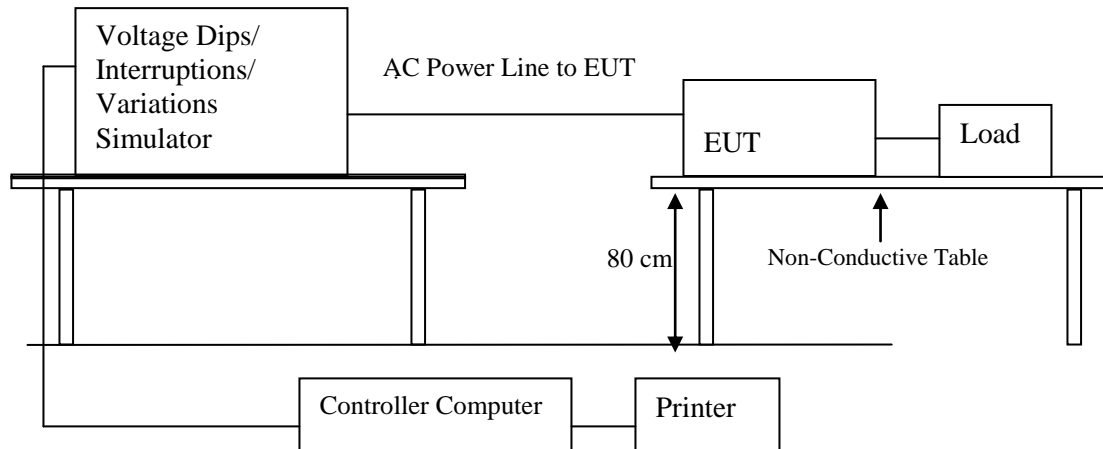 Voltage Dips/
Interruptions/
Variations
Simulator
AC Power Line to EUT
EUT
Load
80 cm
Non-Conductive Table
Controller Computer
Printer